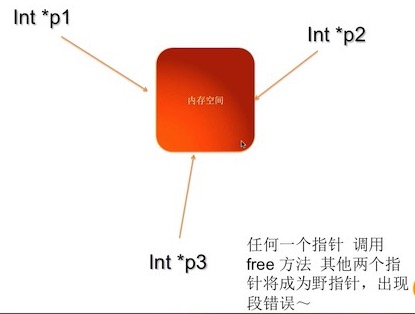 Int *p1
Int *p2
内存空间
Int *p3
任何一个指针 调用
free 方法 其他两个指
针将成为野指针，出现
段错误～